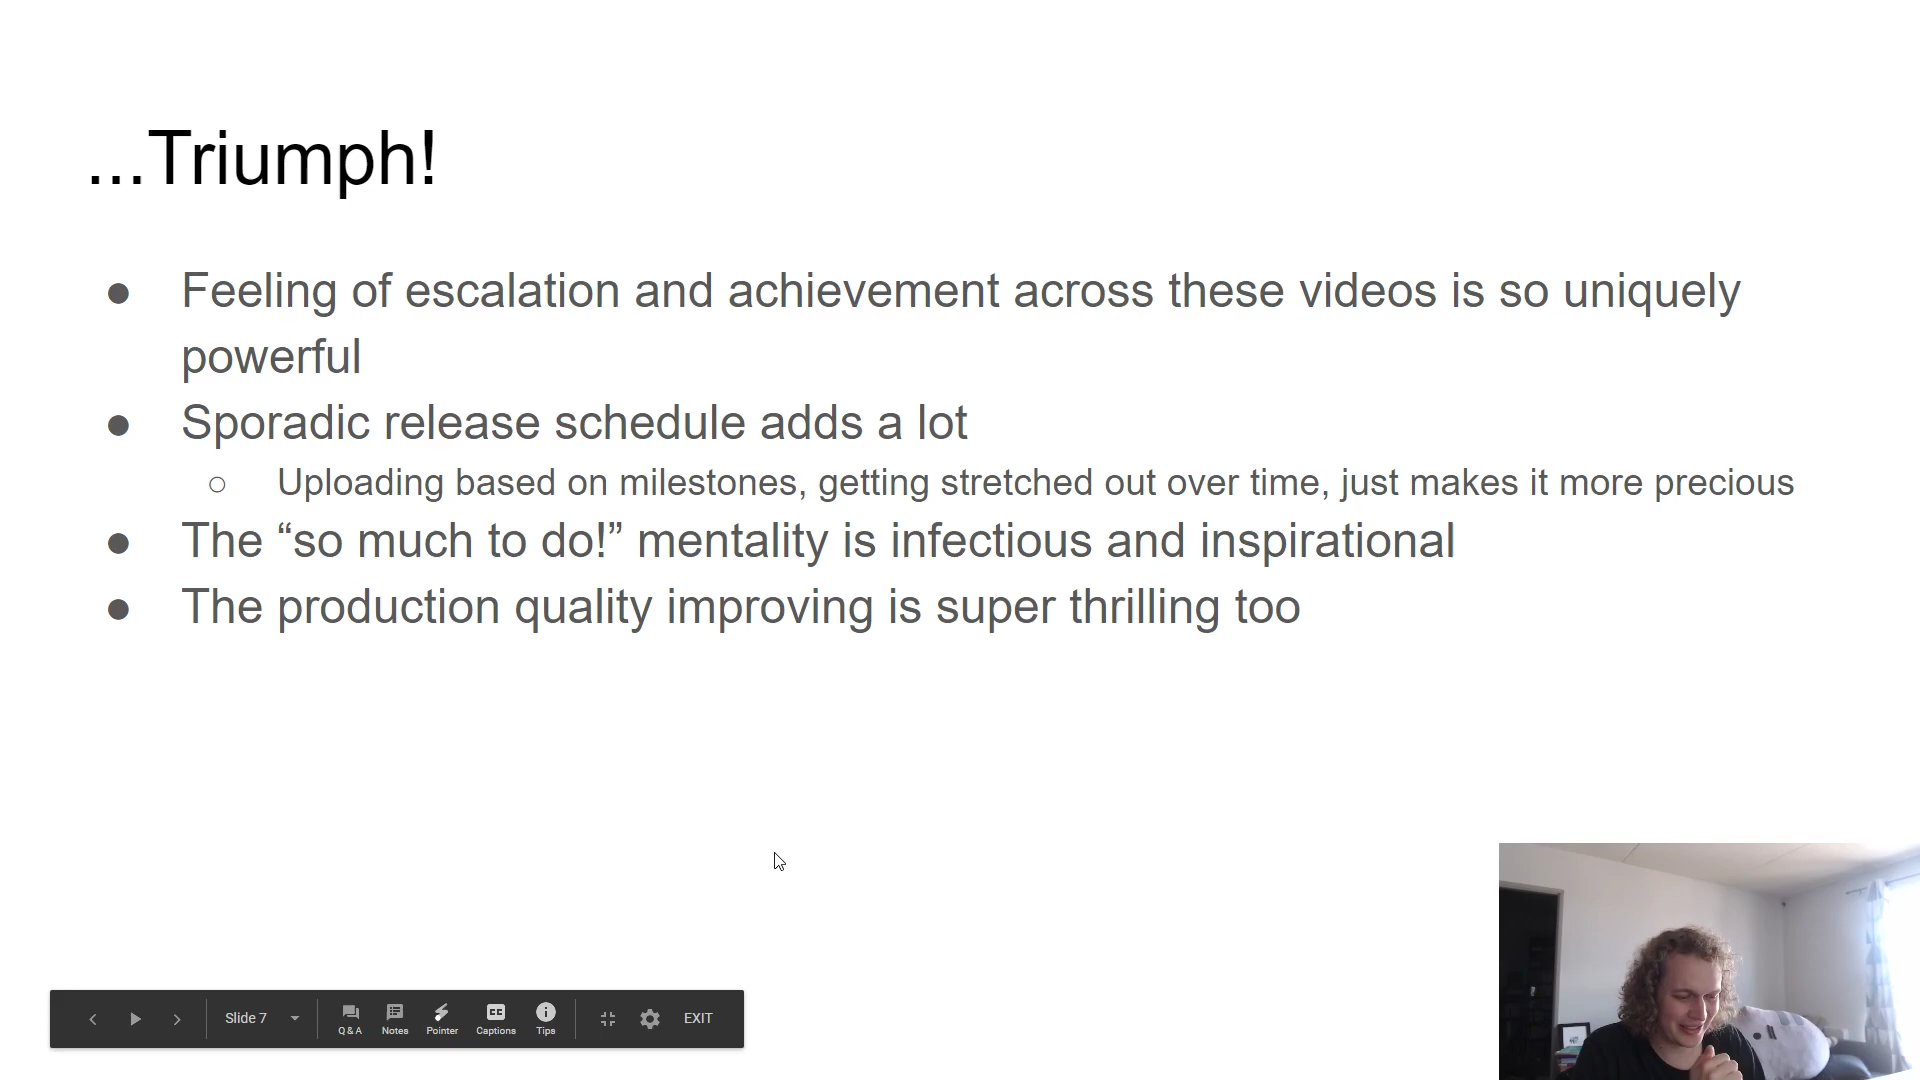 ...Triumph!
● Feeling of escalation and achievement across these videos is so uniquely
powerful
● Sporadic release schedule adds a lot
○ Uploading based on milestones, getting stretched out over time, just makes it more precious
● The “so much to do!” mentality is infectious and inspirational
● The production quality improving is super thrilling too
Slide 7
Q & A Notes Pointer Captions Tips EXIT